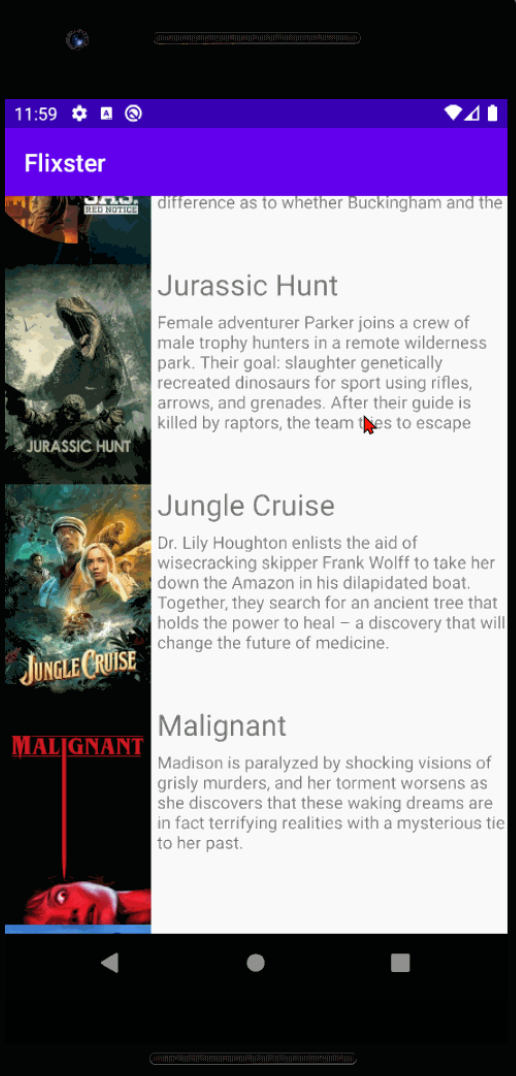 11:59
Flixster
SAS.
RED NOTICE
difference as to whether Buckingham and the
JURASSIC HUNT
Jurassic Hunt
Female adventurer Parker joins a crew of
male trophy hunters in a remote wilderness
park. Their goal: slaughter genetically
recreated dinosaurs for sport using rifles,
arrows, and grenades. After their guide is
killed by raptors, the team tries to escape
JUNGLE CRUISE
Jungle Cruise
Dr. Lily Houghton enlists the aid of
wisecracking skipper Frank Wolff to take her
down the Amazon in his dilapidated boat.
Together, they search for an ancient tree that
holds the power to heal – a discovery that will
change the future of medicine.
MALIGNANT
Malignant
Madison is paralyzed by shocking visions of
grisly murders, and her torment worsens as
she discovers that these waking dreams are
in fact terrifying realities with a mysterious tie
to her past.